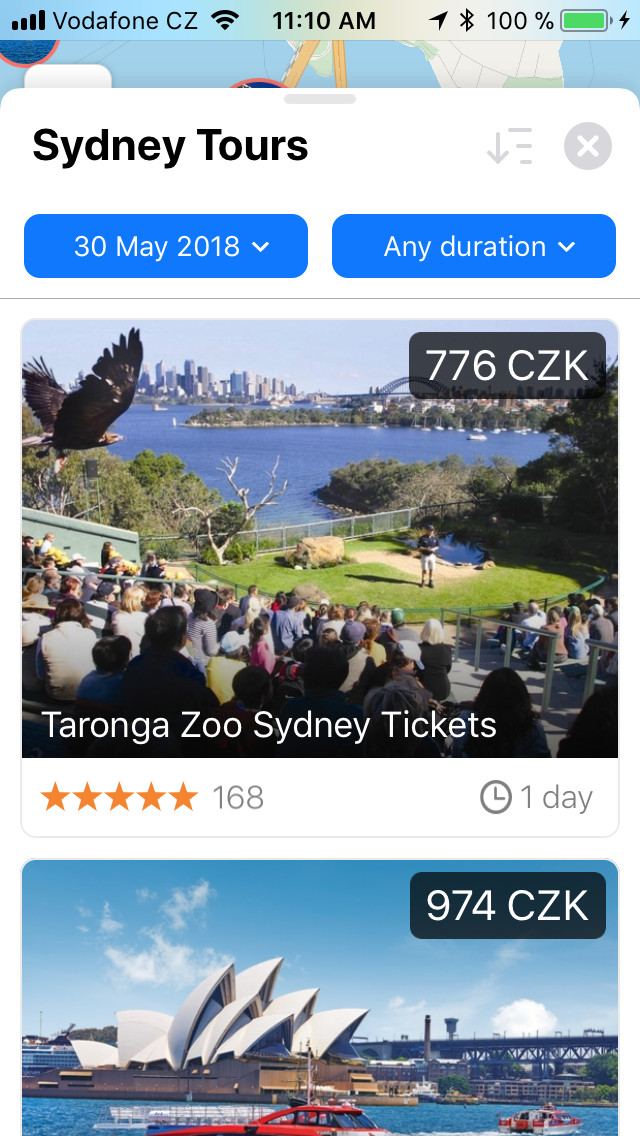 Vodafone CZ 11:10 AM 100 %
Sydney Tours
30 May 2018 Any duration
776 CZK
Taronga Zoo Sydney Tickets
168 1 day
974 CZK